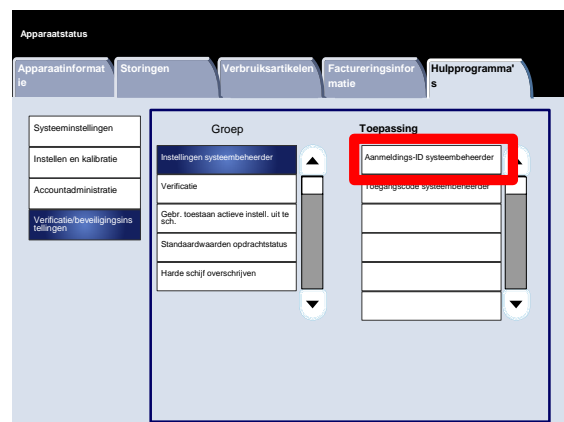 Apparaatstatus
Apparaatinformat
ie
Storingen
Verbruiksartikelen
Factureringsinfor
matie
Hulpprogramma'
s
Systeeminstellingen
Instellen en kalibratie
Accountadministratie
Verificatie/beveiligingsins
tellingen
Groep
Instellingen systeembeheerder
Verificatie
Gebr. toestaan actieve instell. uit te
sch.
Standaardwaarden opdrachtstatus
Harde schijf overschrijven
Toepassing
Aanmeldings-ID systeembeheerder
Toegangscode systeembeheerder